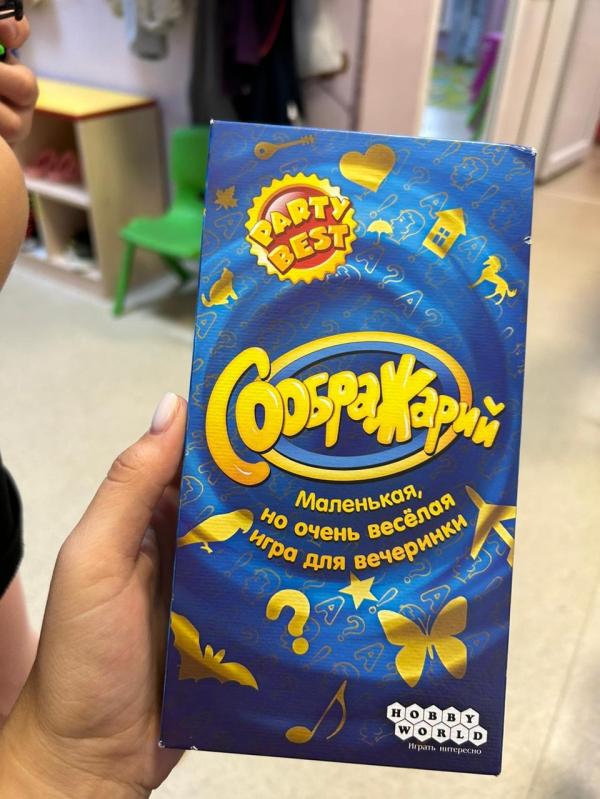 PARTY
BEST
Соображарий
Маленькая,
но очень весёлая
игра для вечеринки
HOBBY
WORLD
Играть интересно